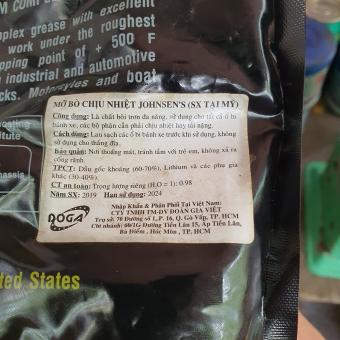 M COMPLE
mplex grease with excellent
work under the roughest
pping point of + 500 F
e industrial and automotive
cks. Motorcyles and boat
MỠ BÒ CHỊU NHIỆT JOHNSEN'S (SX TẠI MỸ)
Công dụng: Là chất bôi trơn đa năng, sử dụng cho tất cả ổ bi
bánh xe, các bộ phận cần phải chịu nhiệt hay tải nặng.
Cách dùng: Lau sạch các ổ bi bánh xe trước khi sử dụng, không sử
dụng cho thắng đĩa.
Bảo quản: Nơi thoáng mát, tránh tầm với trẻ em, không xả ra
cống rãnh.
TPCT: Dầu gốc khoáng (60-70%), Lithium và các phụ gia
khác (30-40%)
CT an toàn: Trọng lượng riêng (H₂O = 1): 0.98
Năm SX: 2019 Hạn sử dụng: 2024
Nhập Khẩu & Phân Phối Tại Việt Nam:
CTY TNHH TM-DV ĐOÀN GIA VIỆT
Trụ sở: 70 Đường số 1, P. 16, Q. Gò Vấp, TP. HCM
Chi nhánh: 60/1G Đường Tiền Lân 15, Ấp Tiền Lân,
Bà Điểm, Hóc Môn, TP. HCM
DOGA
stitute
hassis
ted States